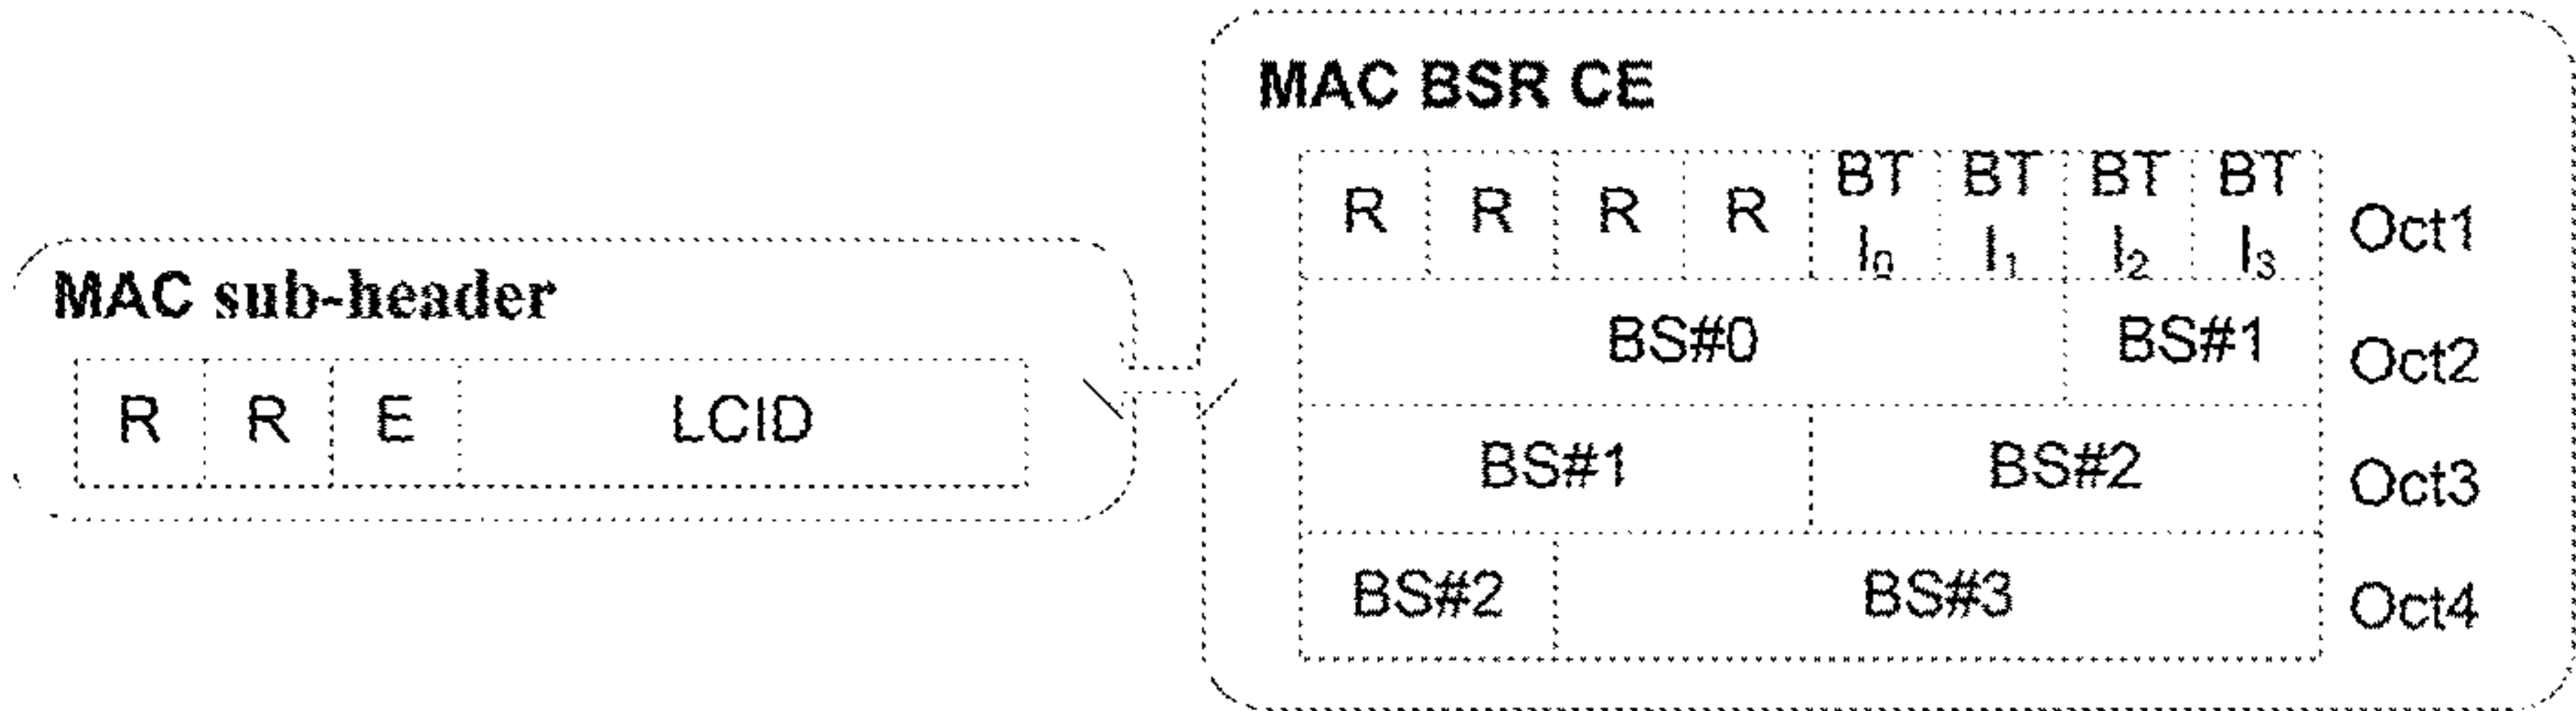 MAC BSR CE
R R R R BT I₀ BT I₁ BT I₂ BT I₃ Oct1
BS#0 BS#1 Oct2
BS#1 BS#2 Oct3
BS#2 BS#3 Oct4
MAC sub-header
R R E LCID